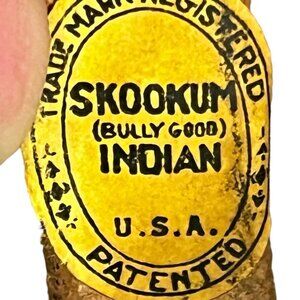 TRADE MARK REGISTERED
SKOOKUM
(BULLY GOOD)
INDIAN
U.S.A.
PATENTED